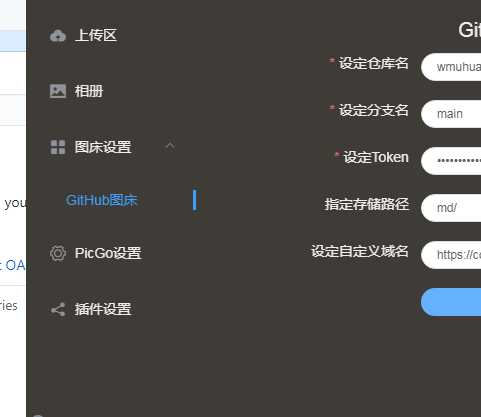 上传区
相册
图床设置
GitHub图床
PicGo设置
插件设置
Git
* 设定仓库名
wmuhua
* 设定分支名
main
* 设定Token
指定存储路径
md/
设定自定义域名
https://co
you
OA
ries